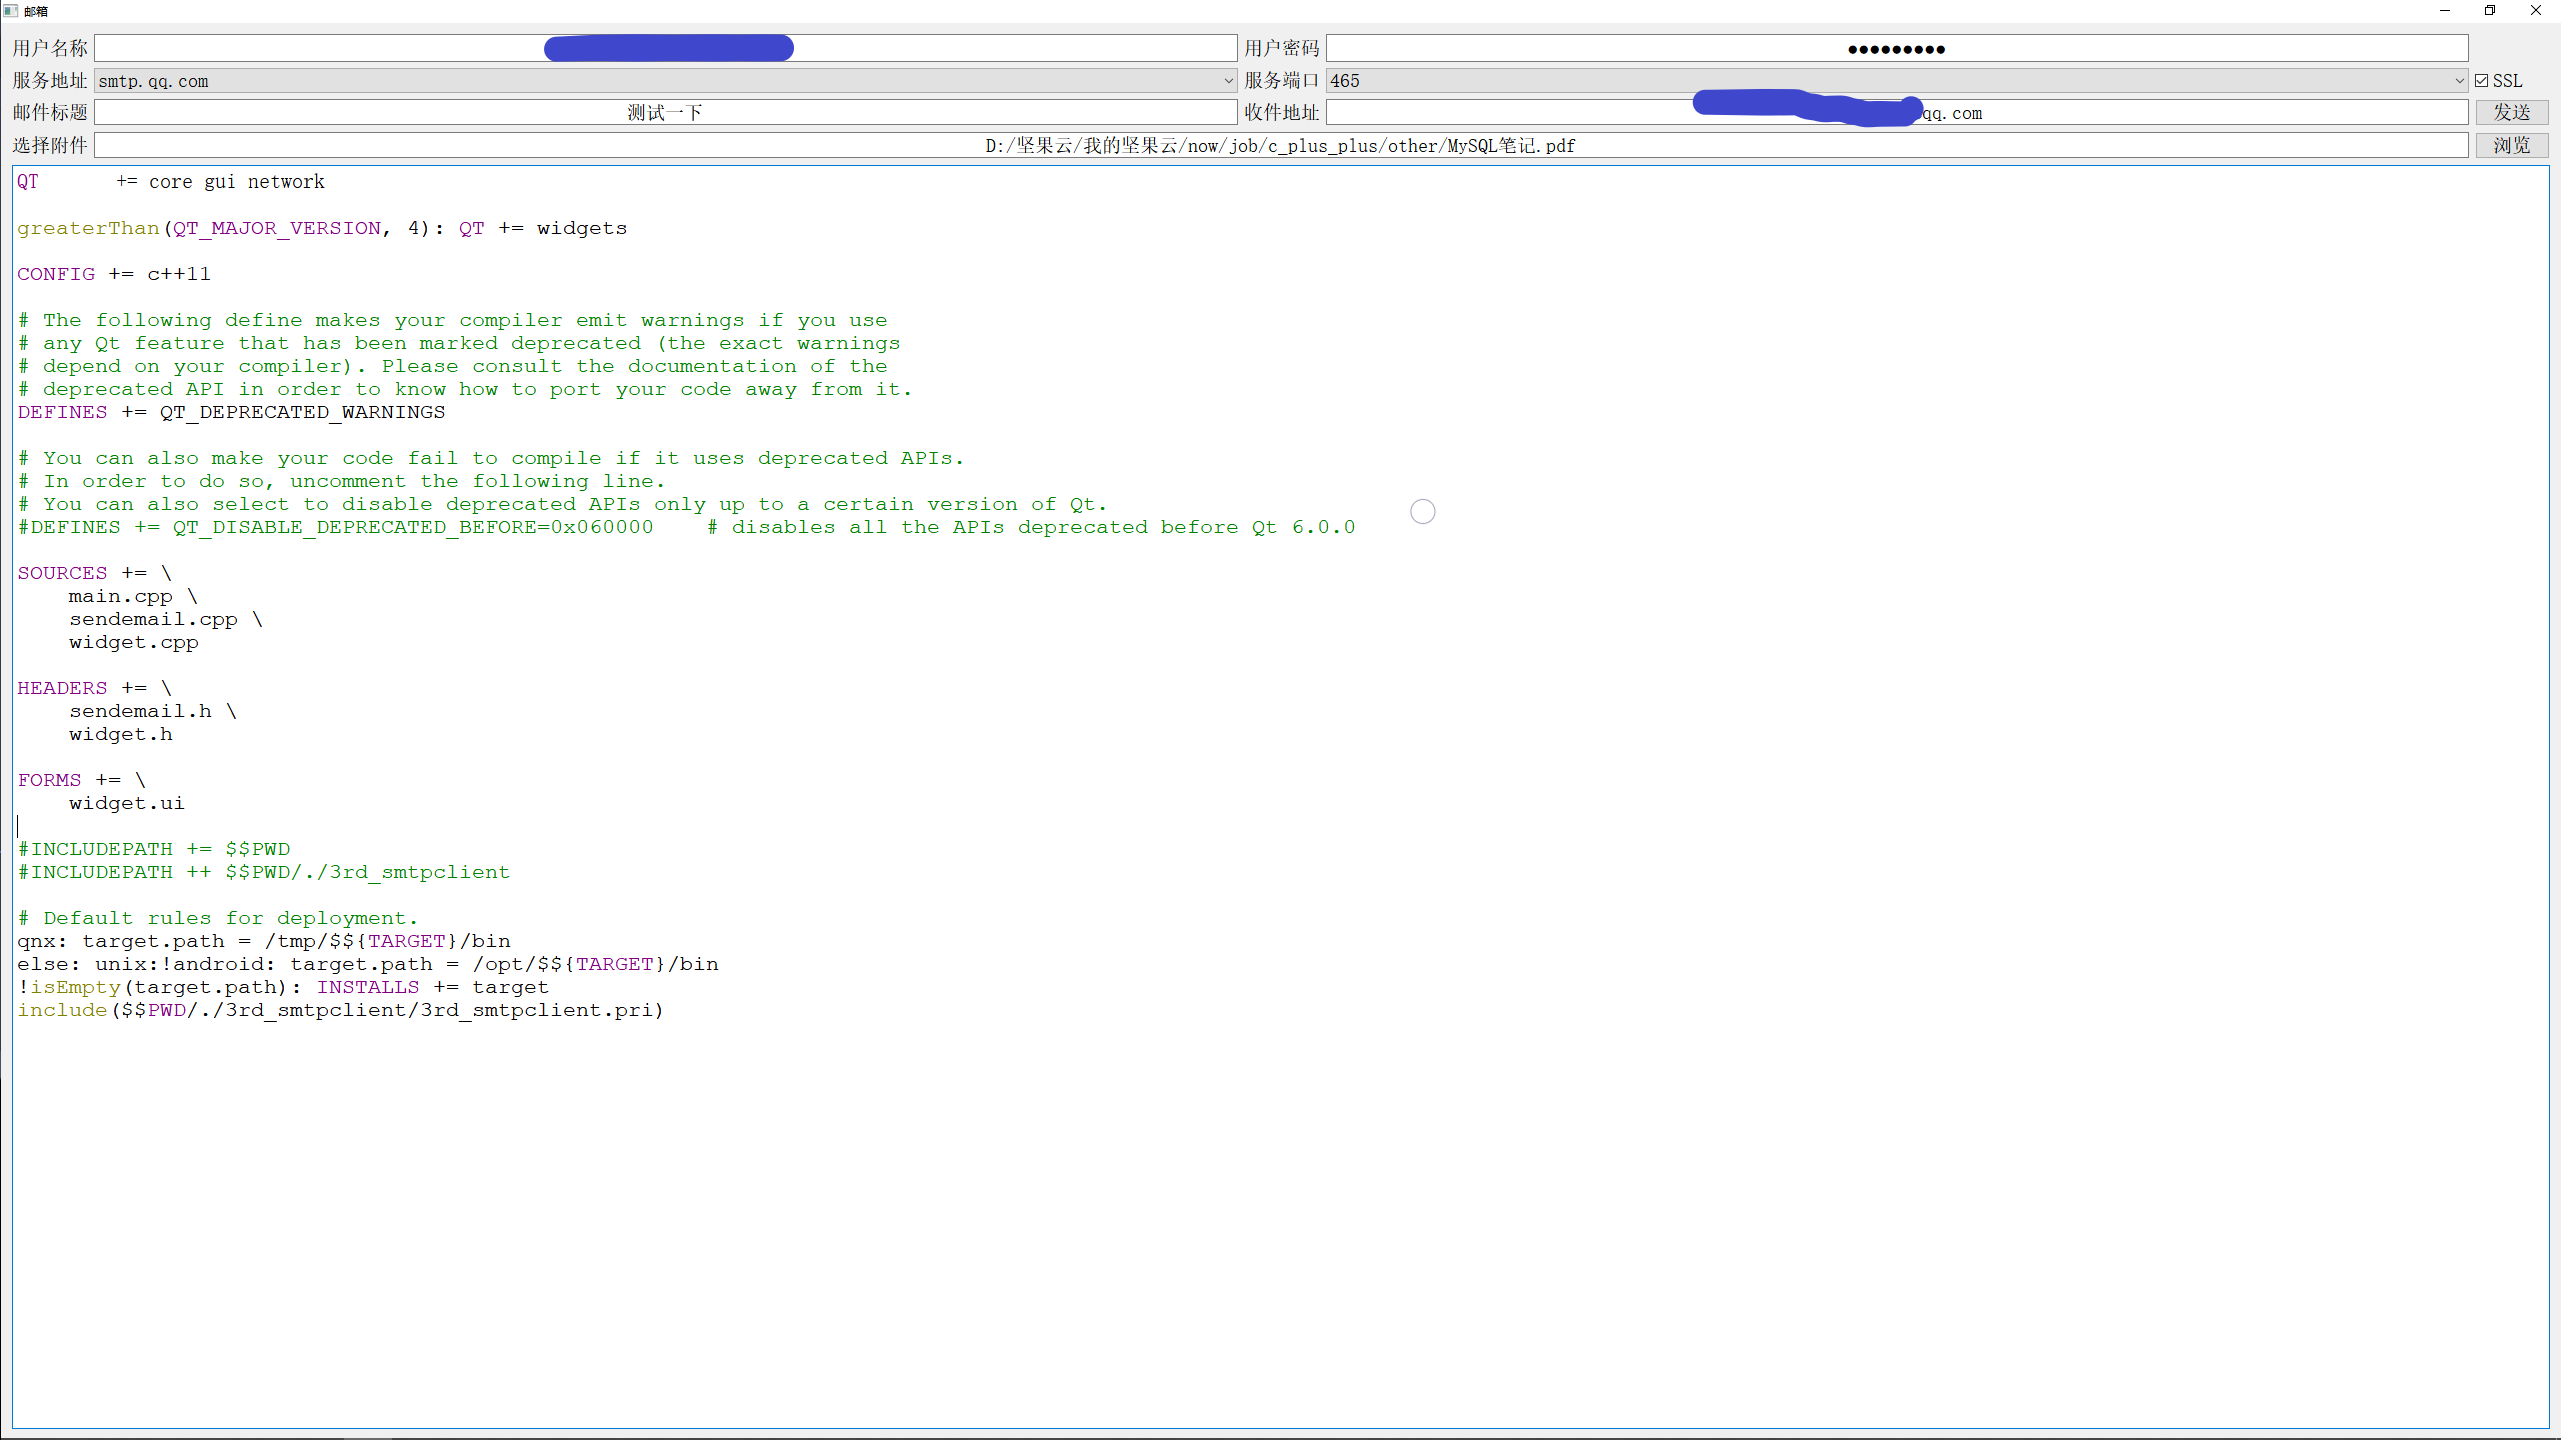 邮箱
用户名称 用户密码 ●●●●●●●●●
服务地址 smtp.qq.com 服务端口 465 SSL
邮件标题 测试一下 收件地址 qq.com 发送
选择附件 D:/坚果云/我的坚果云/now/job/c_plus_plus/other/MySQL笔记.pdf 浏览
QT       += core gui network
greaterThan(QT_MAJOR_VERSION, 4): QT += widgets
CONFIG += c++11
# The following define makes your compiler emit warnings if you use
# any Qt feature that has been marked deprecated (the exact warnings
# depend on your compiler). Please consult the documentation of the
# deprecated API in order to know how to port your code away from it.
DEFINES += QT_DEPRECATED_WARNINGS
# You can also make your code fail to compile if it uses deprecated APIs.
# In order to do so, uncomment the following line.
# You can also select to disable deprecated APIs only up to a certain version of Qt.
#DEFINES += QT_DISABLE_DEPRECATED_BEFORE=0x060000    # disables all the APIs deprecated before Qt 6.0.0
SOURCES += \
    main.cpp \
    sendemail.cpp \
    widget.cpp
HEADERS += \
    sendemail.h \
    widget.h
FORMS += \
    widget.ui
#INCLUDEPATH += $$PWD
#INCLUDEPATH ++ $$PWD/./3rd_smtpclient
# Default rules for deployment.
qnx: target.path = /tmp/$${TARGET}/bin
else: unix:!android: target.path = /opt/$${TARGET}/bin
!isEmpty(target.path): INSTALLS += target
include($$PWD/./3rd_smtpclient/3rd_smtpclient.pri)